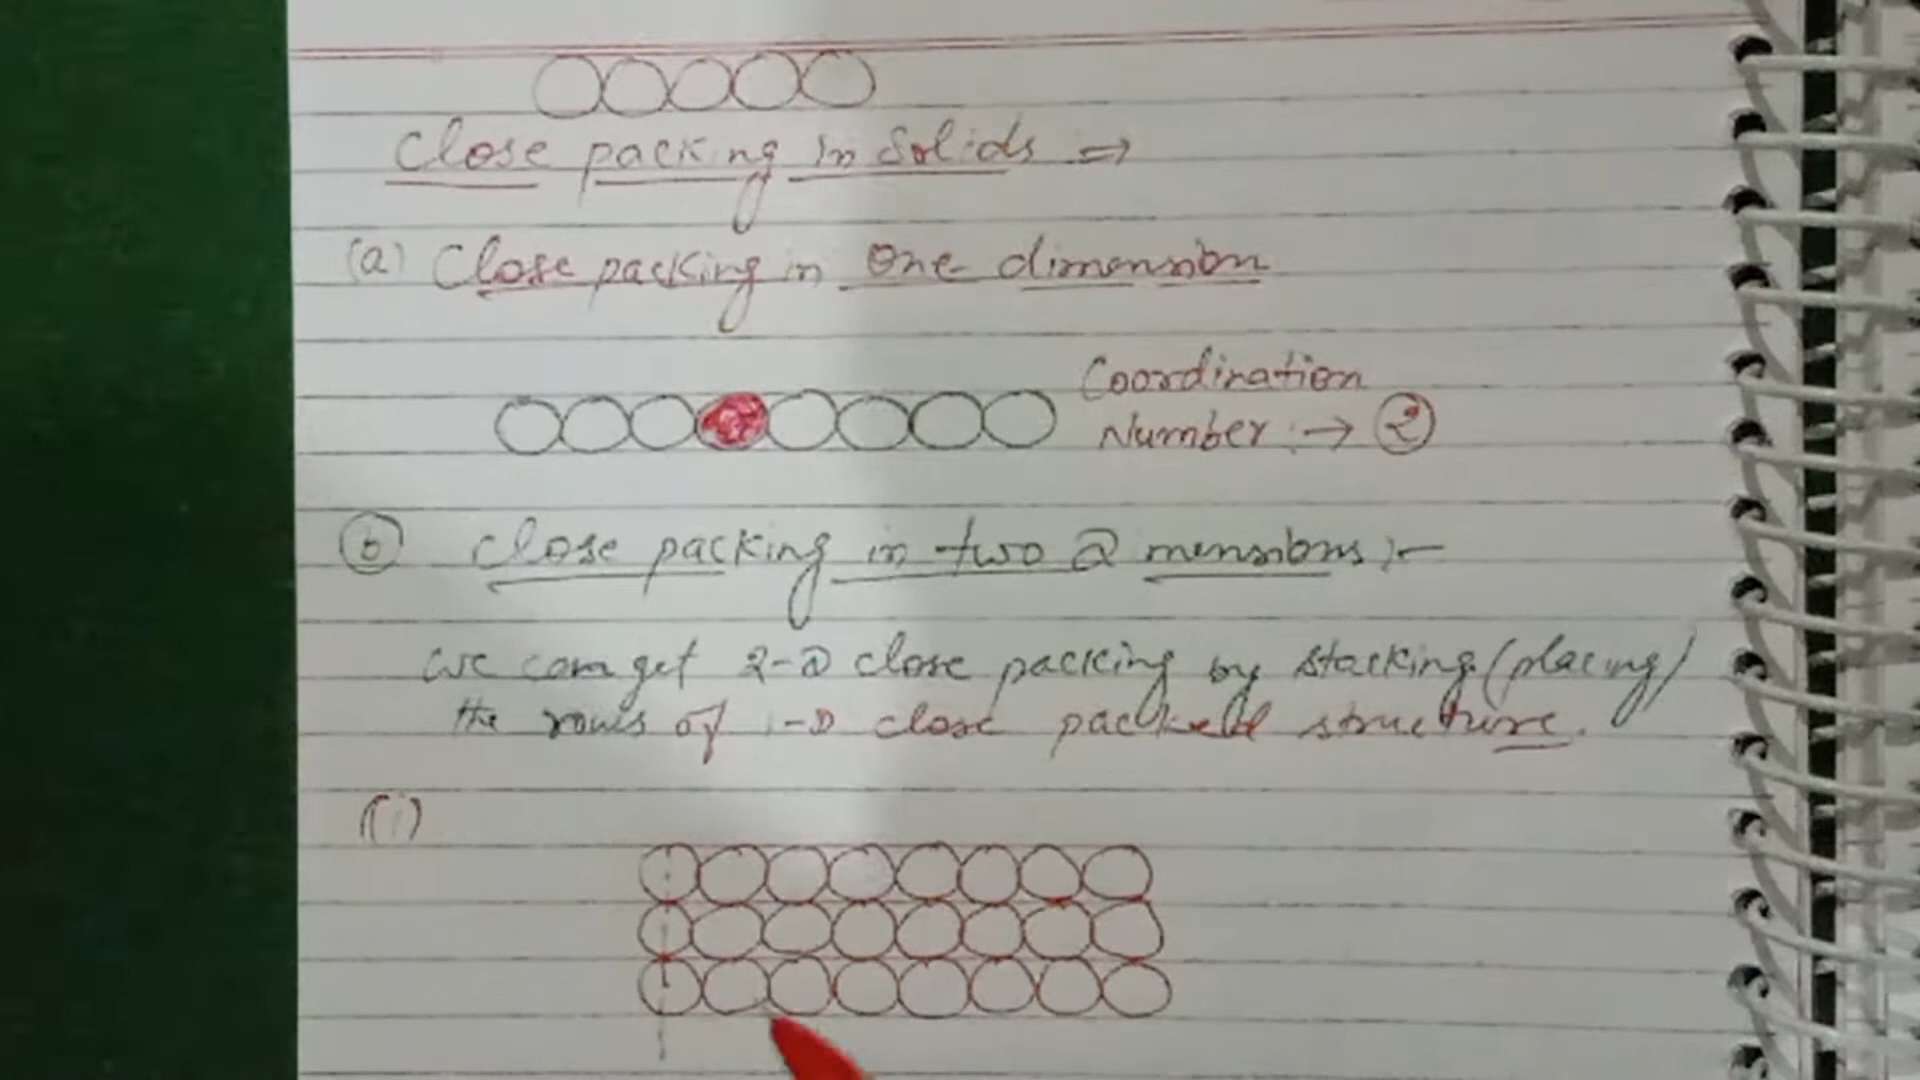 Close packing in Solids ⇒
(a) Close packing in One dimension
Coordination
Number :→ ②
ⓑ close packing in two D mensions :-
we can get 2-D close packing by stacking (placing)
the rows of 1-D close packed structure.
(i)